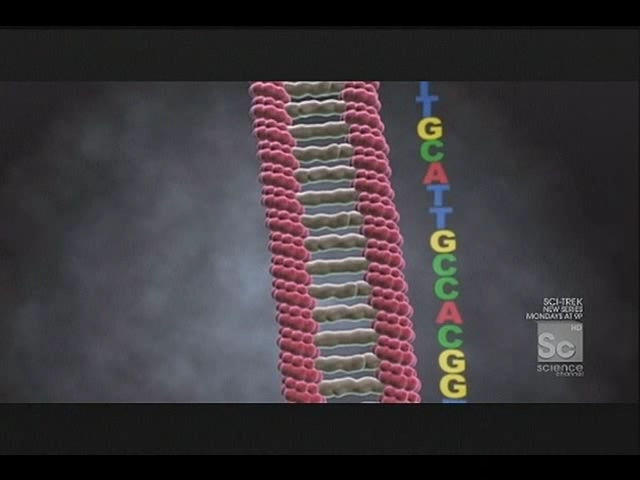 T
T
G
C
A
T
T
G
C
C
A
C
G
G
SCI-TREK
NEW SERIES
MONDAYS AT 9P
HD
Sc
science
channel